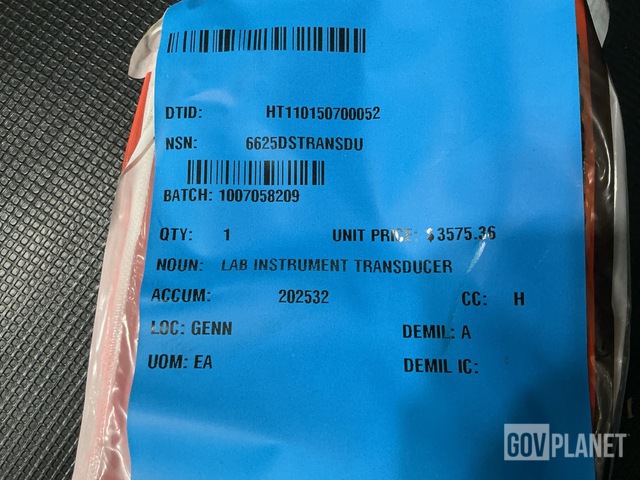 DTID: HT110150700052
NSN: 6625DSTRANSDU
BATCH: 1007058209
QTY: 1 UNIT PRICE: $3575.36
NOUN: LAB INSTRUMENT TRANSDUCER
ACCUM: 202532 CC: H
LOC: GENN DEMIL: A
UOM: EA DEMIL IC:
GOVPLANET